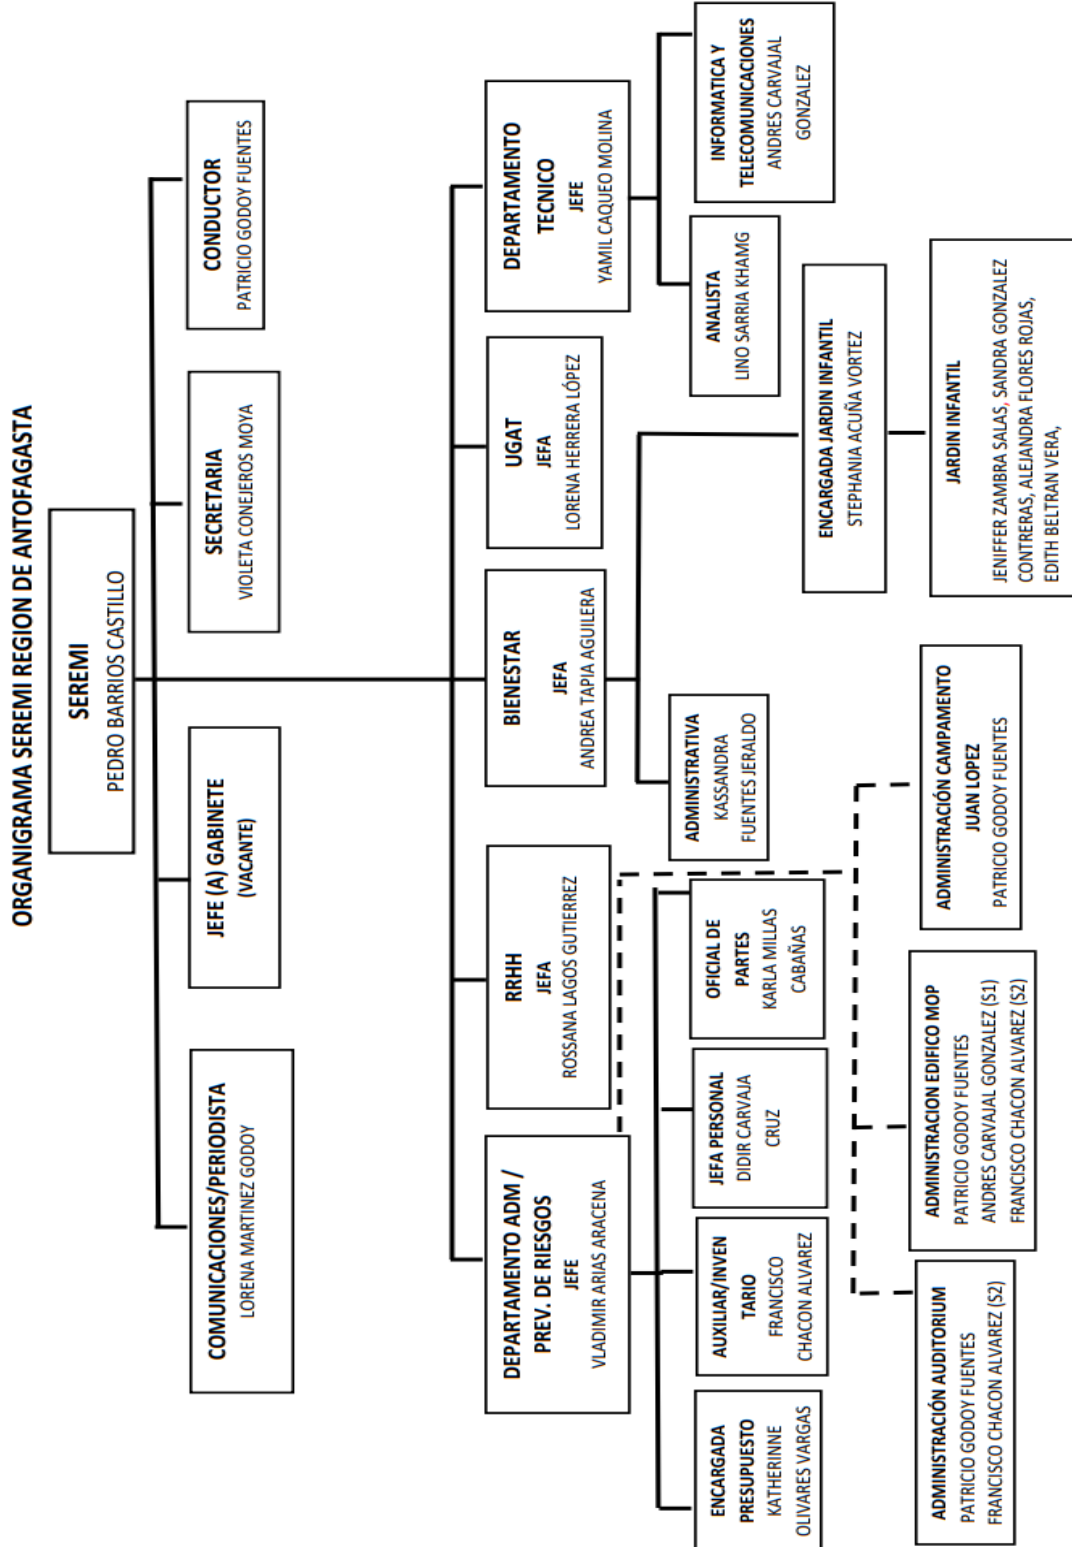 ORGANIGRAMA SEREMI REGION DE ANTOFAGASTA
SEREMI
PEDRO BARRIOS CASTILLO
COMUNICACIONES/PERIODISTA
LORENA MARTINEZ GODOY
JEFE (A) GABINETE
(VACANTE)
SECRETARIA
VIOLETA CONEJEROS MOYA
CONDUCTOR
PATRICIO GODOY FUENTES
DEPARTAMENTO ADM /
PREV. DE RIESGOS
JEFE
VLADIMIR ARIAS ARACENA
RRHH
JEFA
ROSSANA LAGOS GUTIERREZ
BIENESTAR
JEFA
ANDREA TAPIA AGUILERA
UGAT
JEFA
LORENA HERRERA LÓPEZ
DEPARTAMENTO
TECNICO
JEFE
YAMIL CAQUEO MOLINA
ENCARGADA
PRESUPUESTO
KATHERINNE
OLIVARES VARGAS
AUXILIAR/INVEN
TARIO
FRANCISCO
CHACON ALVAREZ
JEFA PERSONAL
DIDIR CARVAJA
CRUZ
OFICIAL DE
PARTES
KARLA MILLAS
CABAÑAS
ADMINISTRATIVA
KASSANDRA
FUENTES JERALDO
ANALISTA
LINO SARRIA KHAMG
INFORMATICA Y
TELECOMUNICACIONES
ANDRES CARVAJAL
GONZALEZ
ENCARGADA JARDIN INFANTIL
STEPHANIA ACUÑA VORTEZ
ADMINISTRACIÓN AUDITORIUM
PATRICIO GODOY FUENTES
FRANCISCO CHACON ALVAREZ (S2)
ADMINISTRACION EDIFICO MOP
PATRICIO GODOY FUENTES
ANDRES CARVAJAL GONZALEZ (S1)
FRANCISCO CHACON ALVAREZ (S2)
ADMINISTRACIÓN CAMPAMENTO
JUAN LOPEZ
PATRICIO GODOY FUENTES
JARDIN INFANTIL
JENIFFER ZAMBRA SALAS, SANDRA GONZALEZ
CONTRERAS, ALEJANDRA FLORES ROJAS,
EDITH BELTRAN VERA,